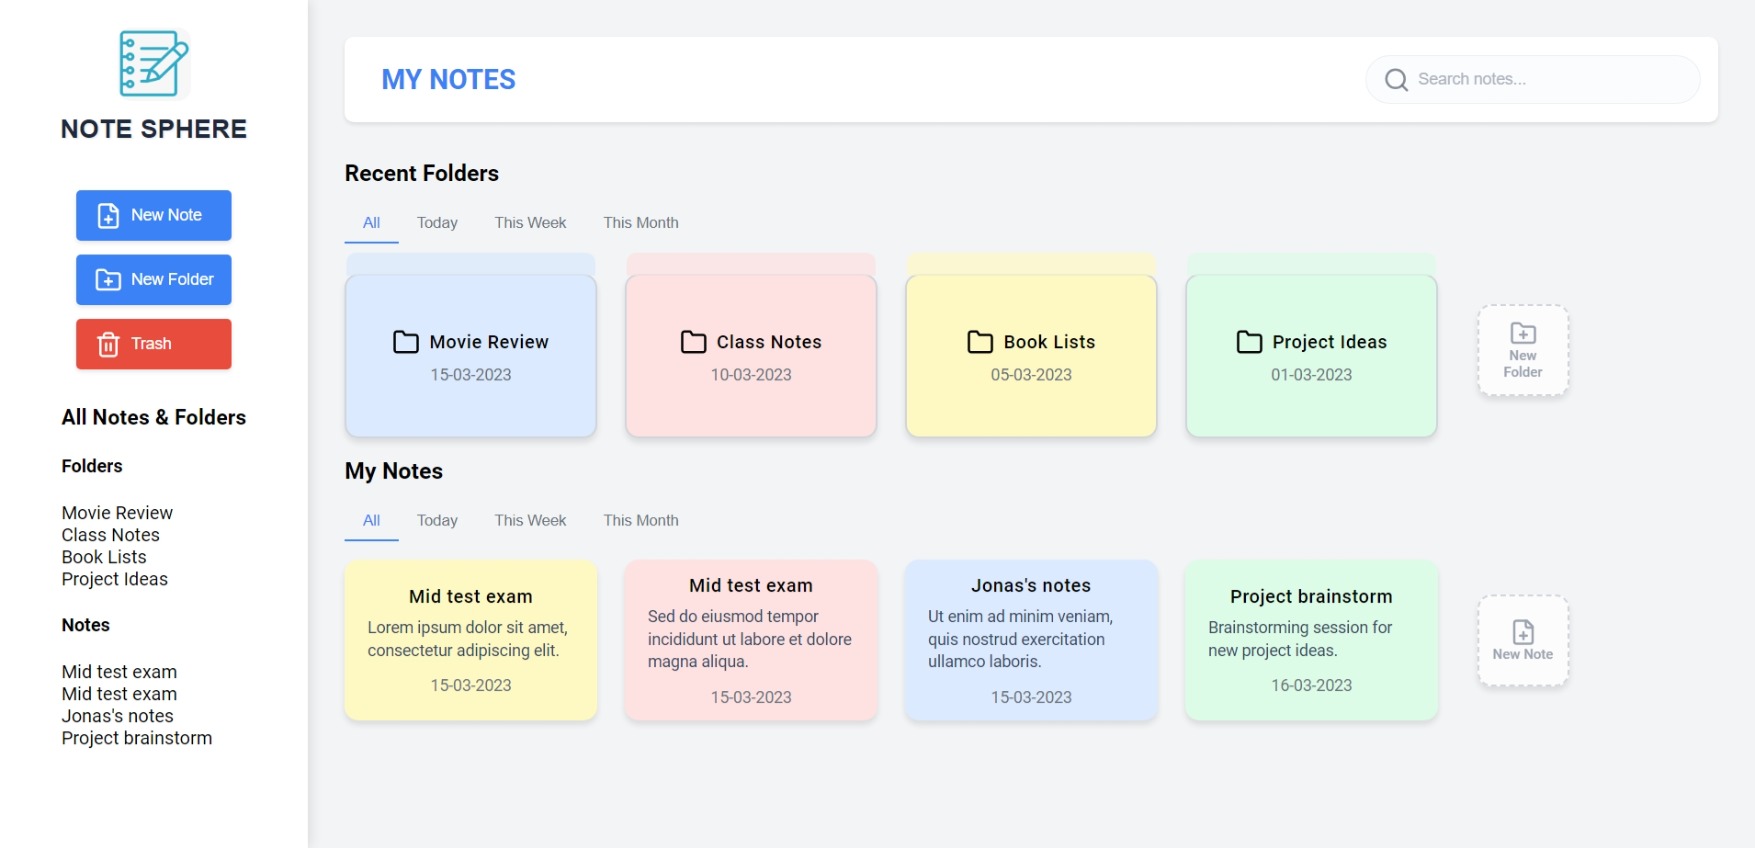 NOTE SPHERE
New Note
New Folder
Trash
All Notes & Folders
Folders
Movie Review
Class Notes
Book Lists
Project Ideas
Notes
Mid test exam
Mid test exam
Jonas's notes
Project brainstorm
MY NOTES
Search notes...
Recent Folders
All Today This Week This Month
Movie Review
15-03-2023
Class Notes
10-03-2023
Book Lists
05-03-2023
Project Ideas
01-03-2023
New
Folder
My Notes
All Today This Week This Month
Mid test exam
Lorem ipsum dolor sit amet,
consectetur adipiscing elit.
15-03-2023
Mid test exam
Sed do eiusmod tempor
incididunt ut labore et dolore
magna aliqua.
15-03-2023
Jonas's notes
Ut enim ad minim veniam,
quis nostrud exercitation
ullamco laboris.
15-03-2023
Project brainstorm
Brainstorming session for
new project ideas.
16-03-2023
New Note